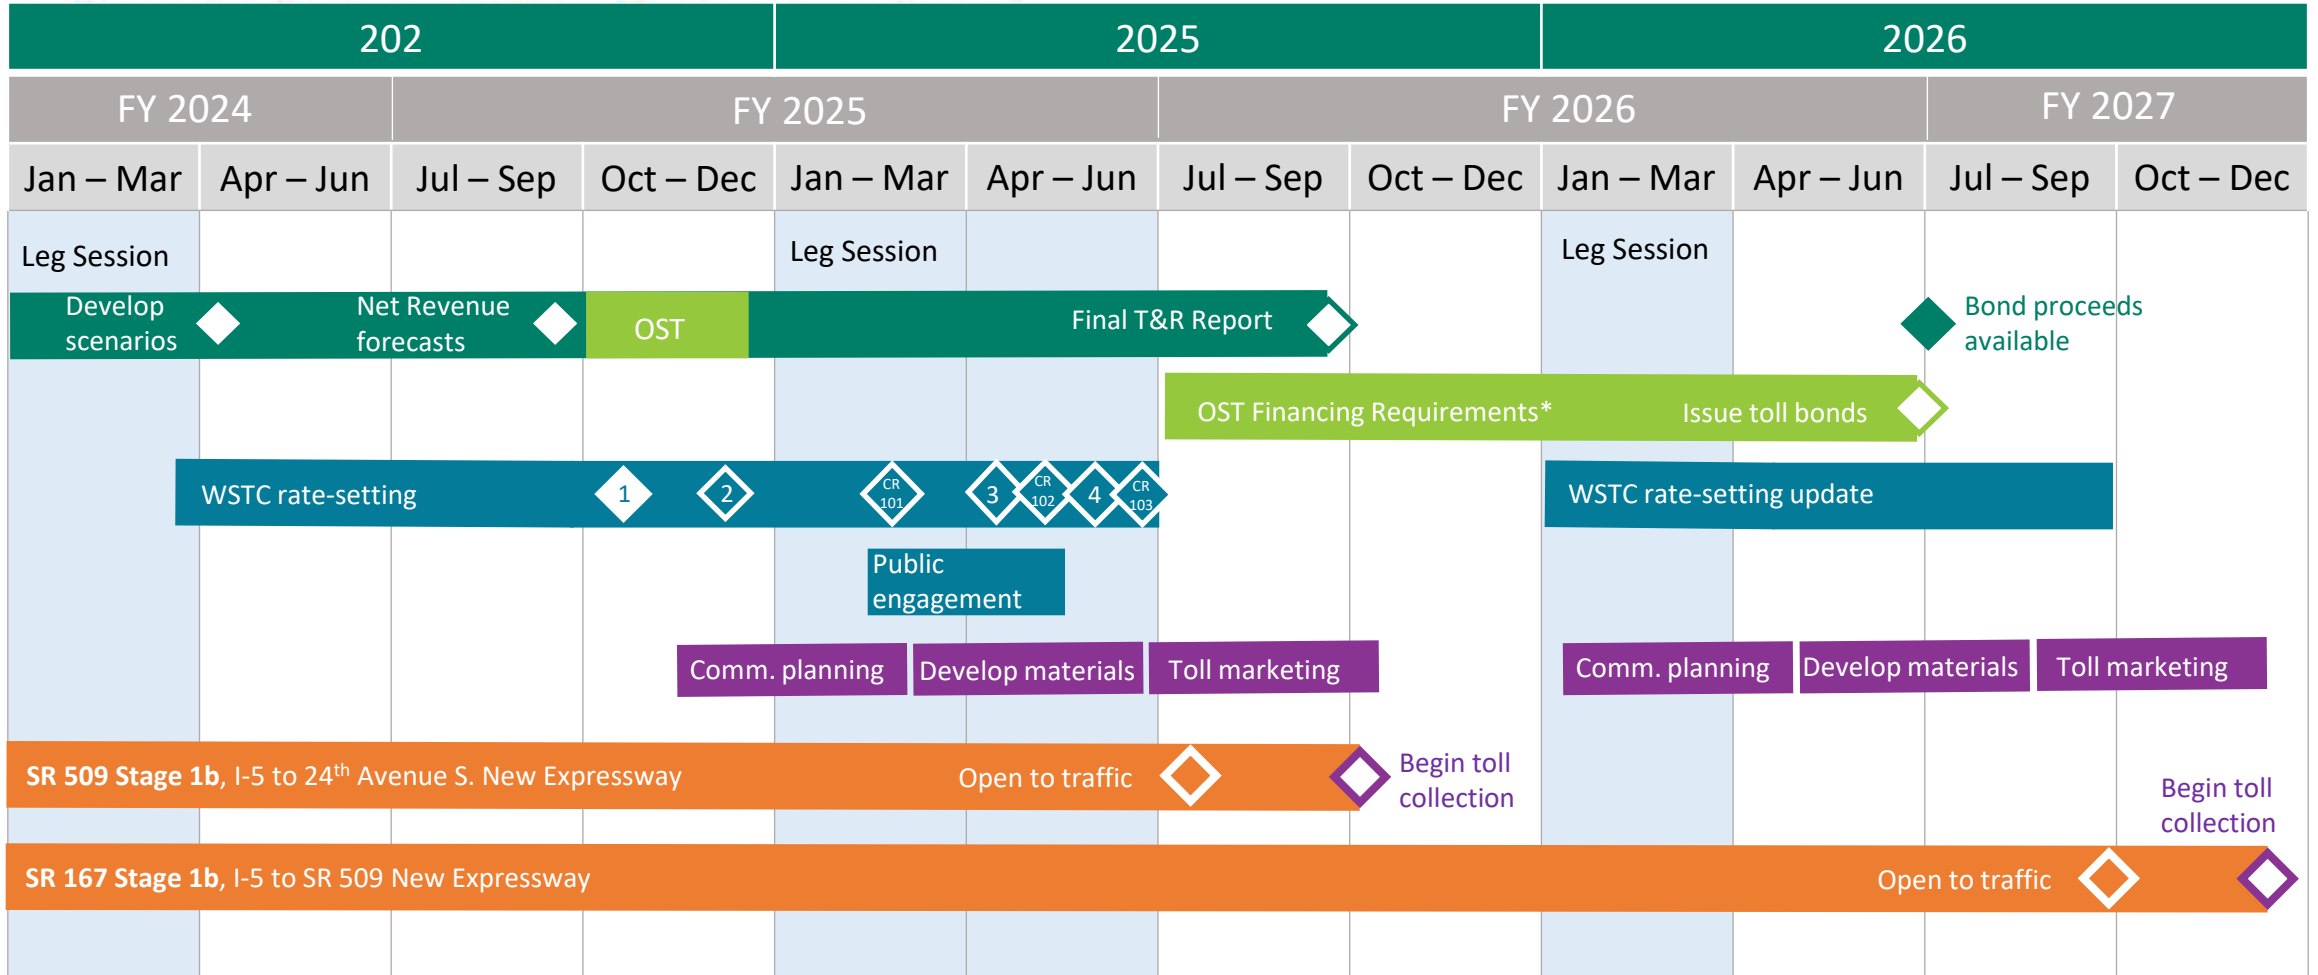 202
2025
2026
FY 2024
FY 2025
FY 2026
FY 2027
Jan – Mar
Apr – Jun
Jul – Sep
Oct – Dec
Jan – Mar
Apr – Jun
Jul – Sep
Oct – Dec
Jan – Mar
Apr – Jun
Jul – Sep
Oct – Dec
Leg Session
Leg Session
Leg Session
Develop
scenarios
Net Revenue
forecasts
OST
Final T&R Report
Bond proceeds
available
OST Financing Requirements*
Issue toll bonds
WSTC rate-setting
1
2
CR
101
3
CR
102
4
CR
103
WSTC rate-setting update
Public
engagement
Comm. planning
Develop materials
Toll marketing
Comm. planning
Develop materials
Toll marketing
SR 509 Stage 1b, I-5 to 24th Avenue S. New Expressway
Open to traffic
Begin toll
collection
Begin toll
collection
SR 167 Stage 1b, I-5 to SR 509 New Expressway
Open to traffic